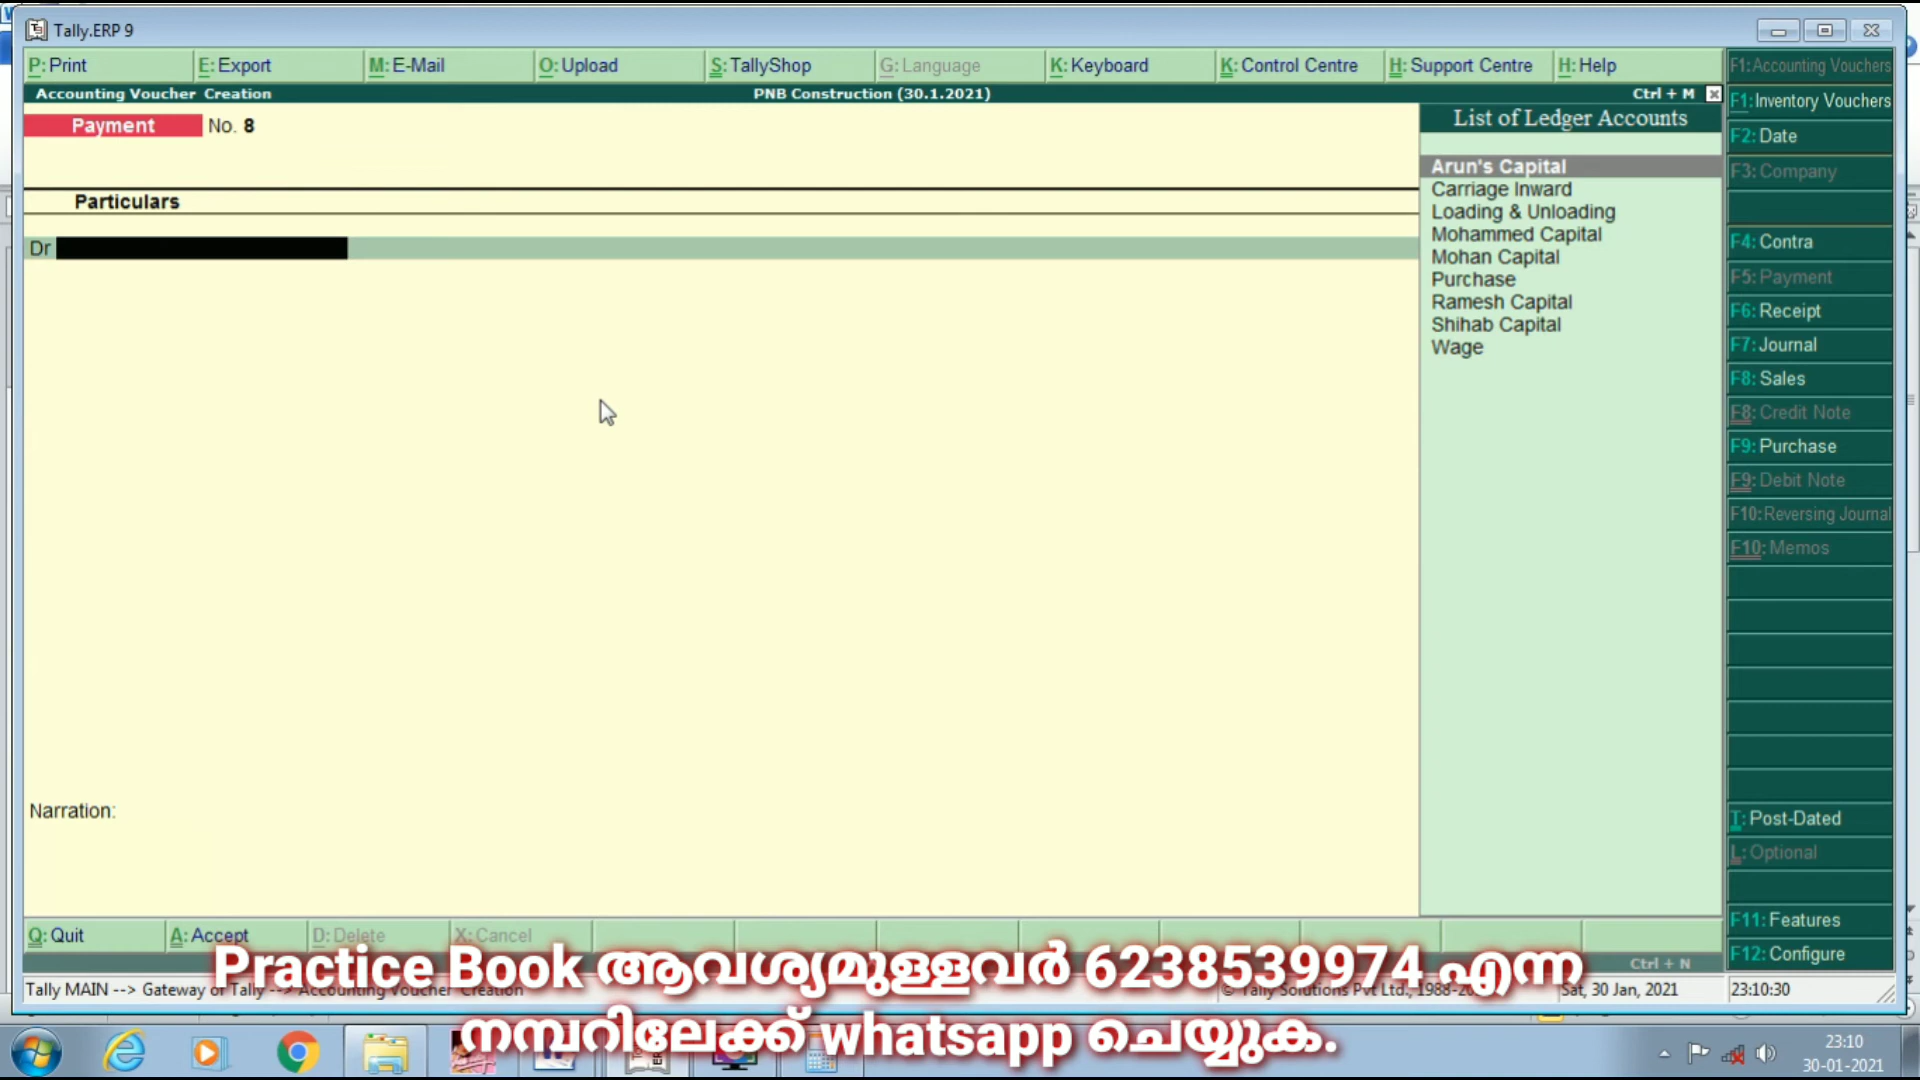 Tally.ERP 9
P: Print E: Export M: E-Mail O: Upload S: TallyShop G: Language K: Keyboard K: Control Centre H: Support Centre H: Help
Accounting Voucher Creation PNB Construction (30.1.2021) Ctrl + M
Payment No. 8
Particulars
Dr
Narration:
List of Ledger Accounts
Arun's Capital
Carriage Inward
Loading & Unloading
Mohammed Capital
Mohan Capital
Purchase
Ramesh Capital
Shihab Capital
Wage
F1: Accounting Vouchers
F1: Inventory Vouchers
F2: Date
F3: Company
F4: Contra
F5: Payment
F6: Receipt
F7: Journal
F8: Sales
F8: Credit Note
F9: Purchase
F9: Debit Note
F10: Reversing Journal
F10: Memos
T: Post-Dated
L: Optional
F11: Features
F12: Configure
Q: Quit A: Accept D: Delete X: Cancel
Ctrl + N
Tally MAIN --> Gateway of Tally --> Accounting Voucher Creation © Tally Solutions Pvt Ltd., 1988- Sat, 30 Jan, 2021 23:10:30
Practice Book ആവശ്യമുള്ളവർ 6238539974 എന്ന
നമ്പറിലേക്ക് whatsapp ചെയ്യുക.
23:10
30-01-2021